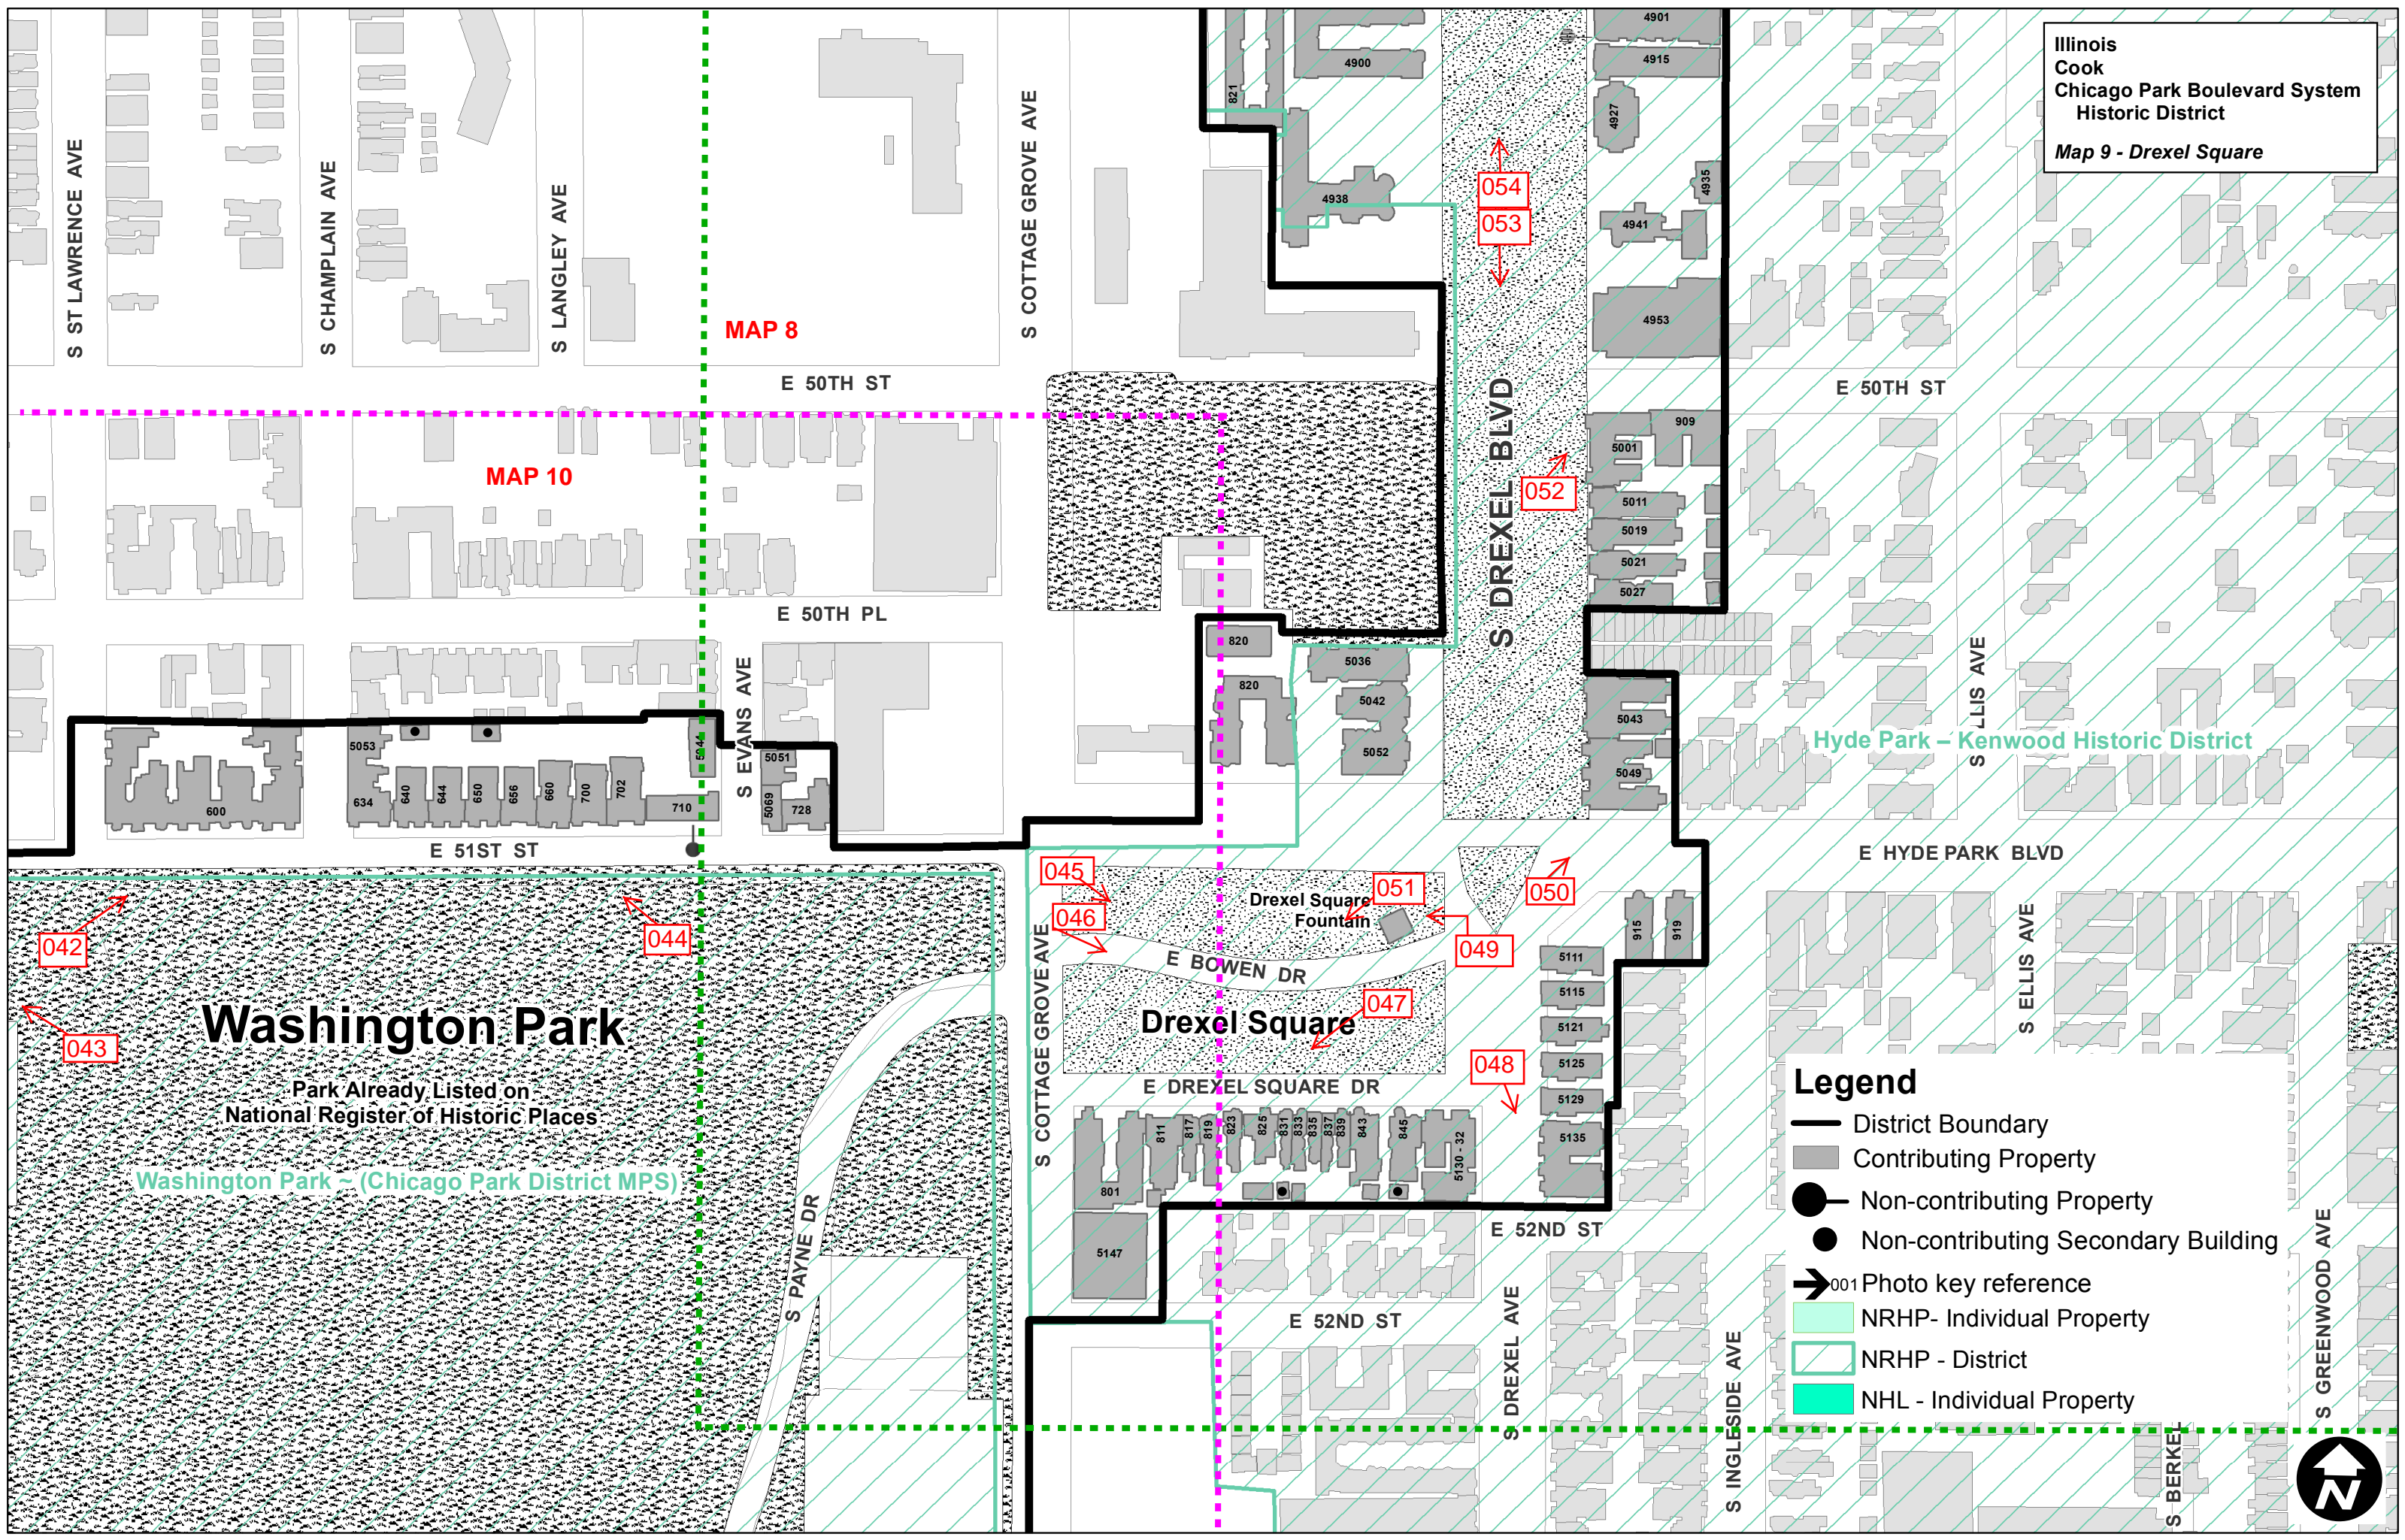 Illinois
Cook
Chicago Park Boulevard System
Historic District
Map 9 - Drexel Square
4901
4900
4915
821
4927
4935
4938
4941
4953
054
053
S ST LAWRENCE AVE
S CHAMPLAIN AVE
S LANGLEY AVE
S COTTAGE GROVE AVE
MAP 8
E 50TH ST
E 50TH ST
S DREXEL BLVD
MAP 10
909
5001
052
5011
5019
5021
5027
E 50TH PL
820
820
5036
5042
5052
5043
5049
S EVANS AVE
S ELLIS AVE
Hyde Park – Kenwood Historic District
5053
5044
5051
5069
728
600
634
640
644
650
656
660
700
702
710
E 51ST ST
E HYDE PARK BLVD
045
046
051
050
049
Drexel Square
Fountain
042
044
043
915
919
E BOWEN DR
S COTTAGE GROVE AVE
S ELLIS AVE
5111
5115
5121
5125
5129
5135
Washington Park
Park Already Listed on
National Register of Historic Places
Washington Park ~ (Chicago Park District MPS)
Drexel Square
047
048
E DREXEL SQUARE DR
801
811
817
819
823
825
831
833
835
837
839
843
845
5130 - 32
5147
S PAYNE DR
E 52ND ST
E 52ND ST
S DREXEL AVE
S INGLESIDE AVE
S GREENWOOD AVE
S BERKEL
Legend
District Boundary
Contributing Property
Non-contributing Property
Non-contributing Secondary Building
001 Photo key reference
NRHP- Individual Property
NRHP - District
NHL - Individual Property
N